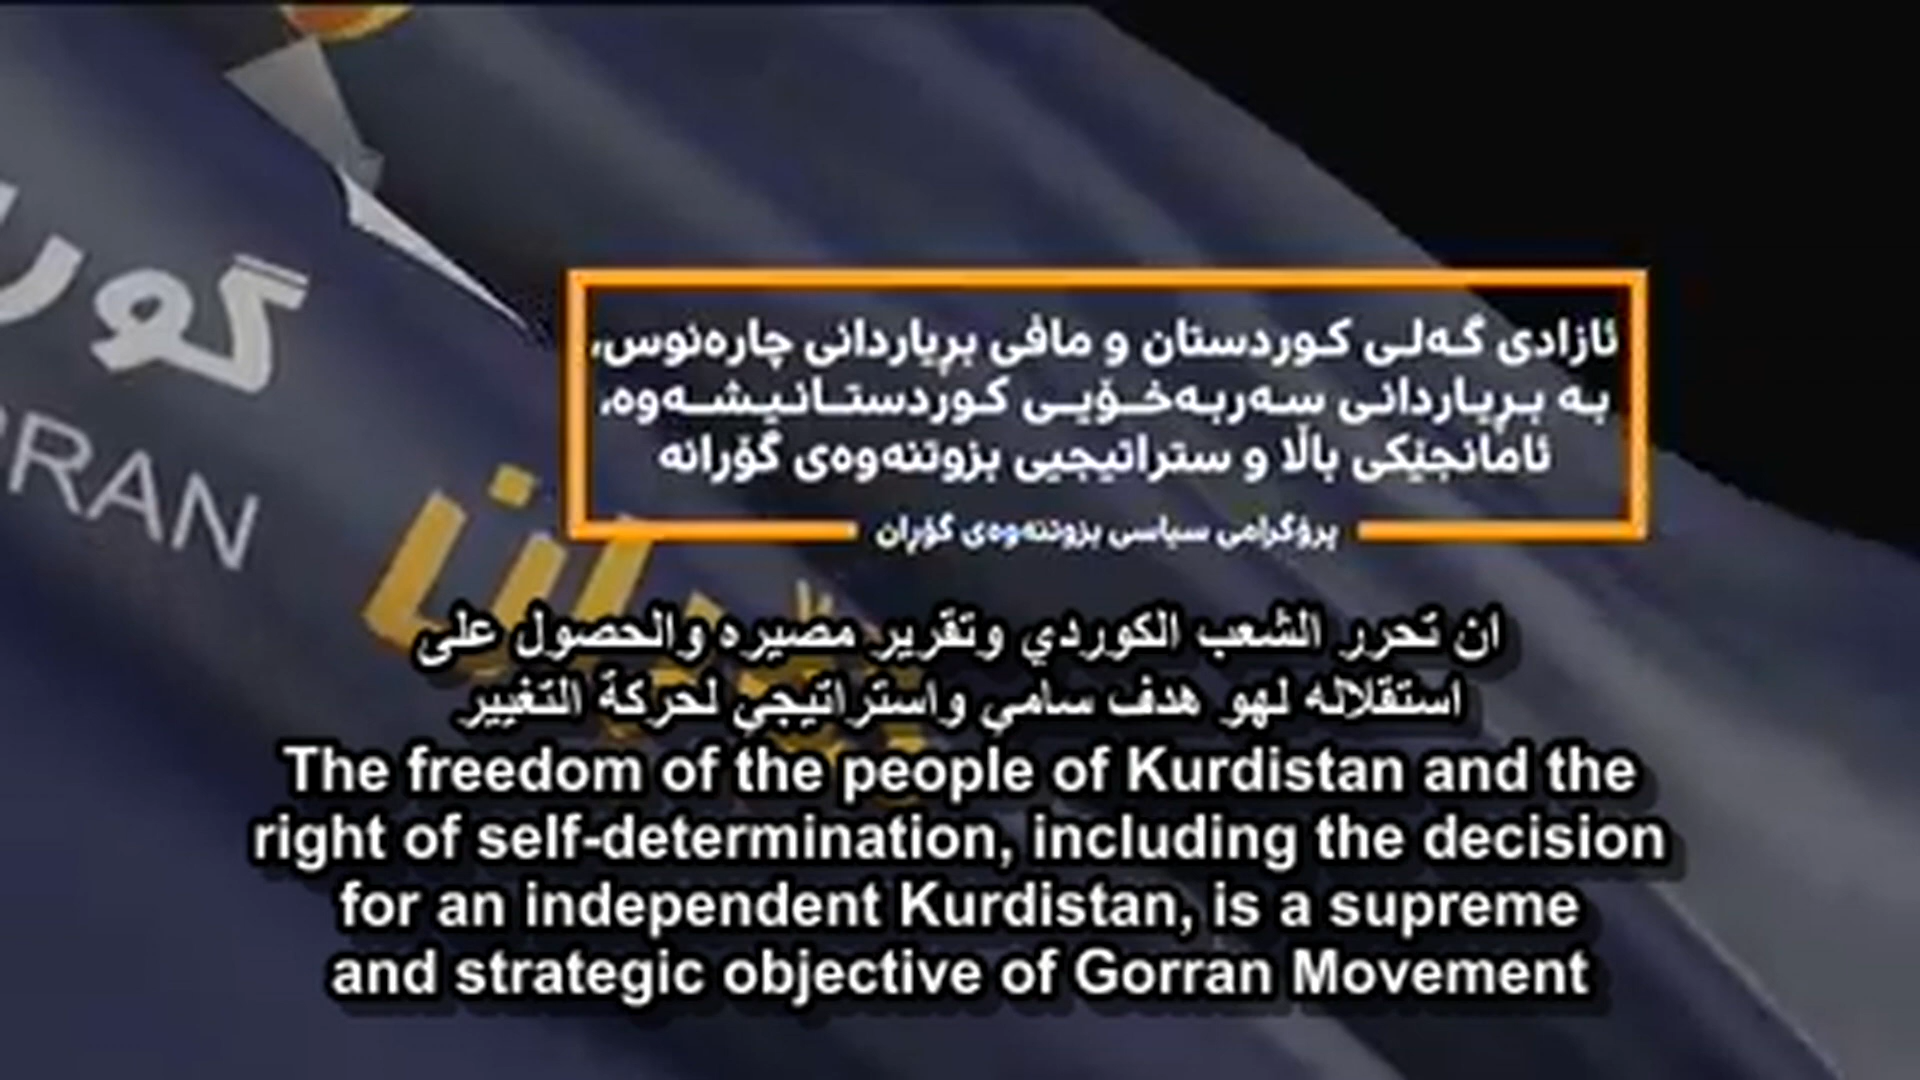 ئازادی گەلی کوردستان و مافی بڕیاردانی چارەنوس،
بە بڕیاردانی سەربەخۆیی کوردستانیشەوە،
ئامانجێکی باڵا و ستراتیجیی بزوتنەوەی گۆڕانە
پرۆگرامی سیاسی بزوتنەوەی گۆڕان
ان تحرر الشعب الكوردي وتقرير مصيره والحصول على
استقلاله لهو هدف سامي واستراتيجي لحركة التغيير
The freedom of the people of Kurdistan and the
right of self-determination, including the decision
for an independent Kurdistan, is a supreme
and strategic objective of Gorran Movement